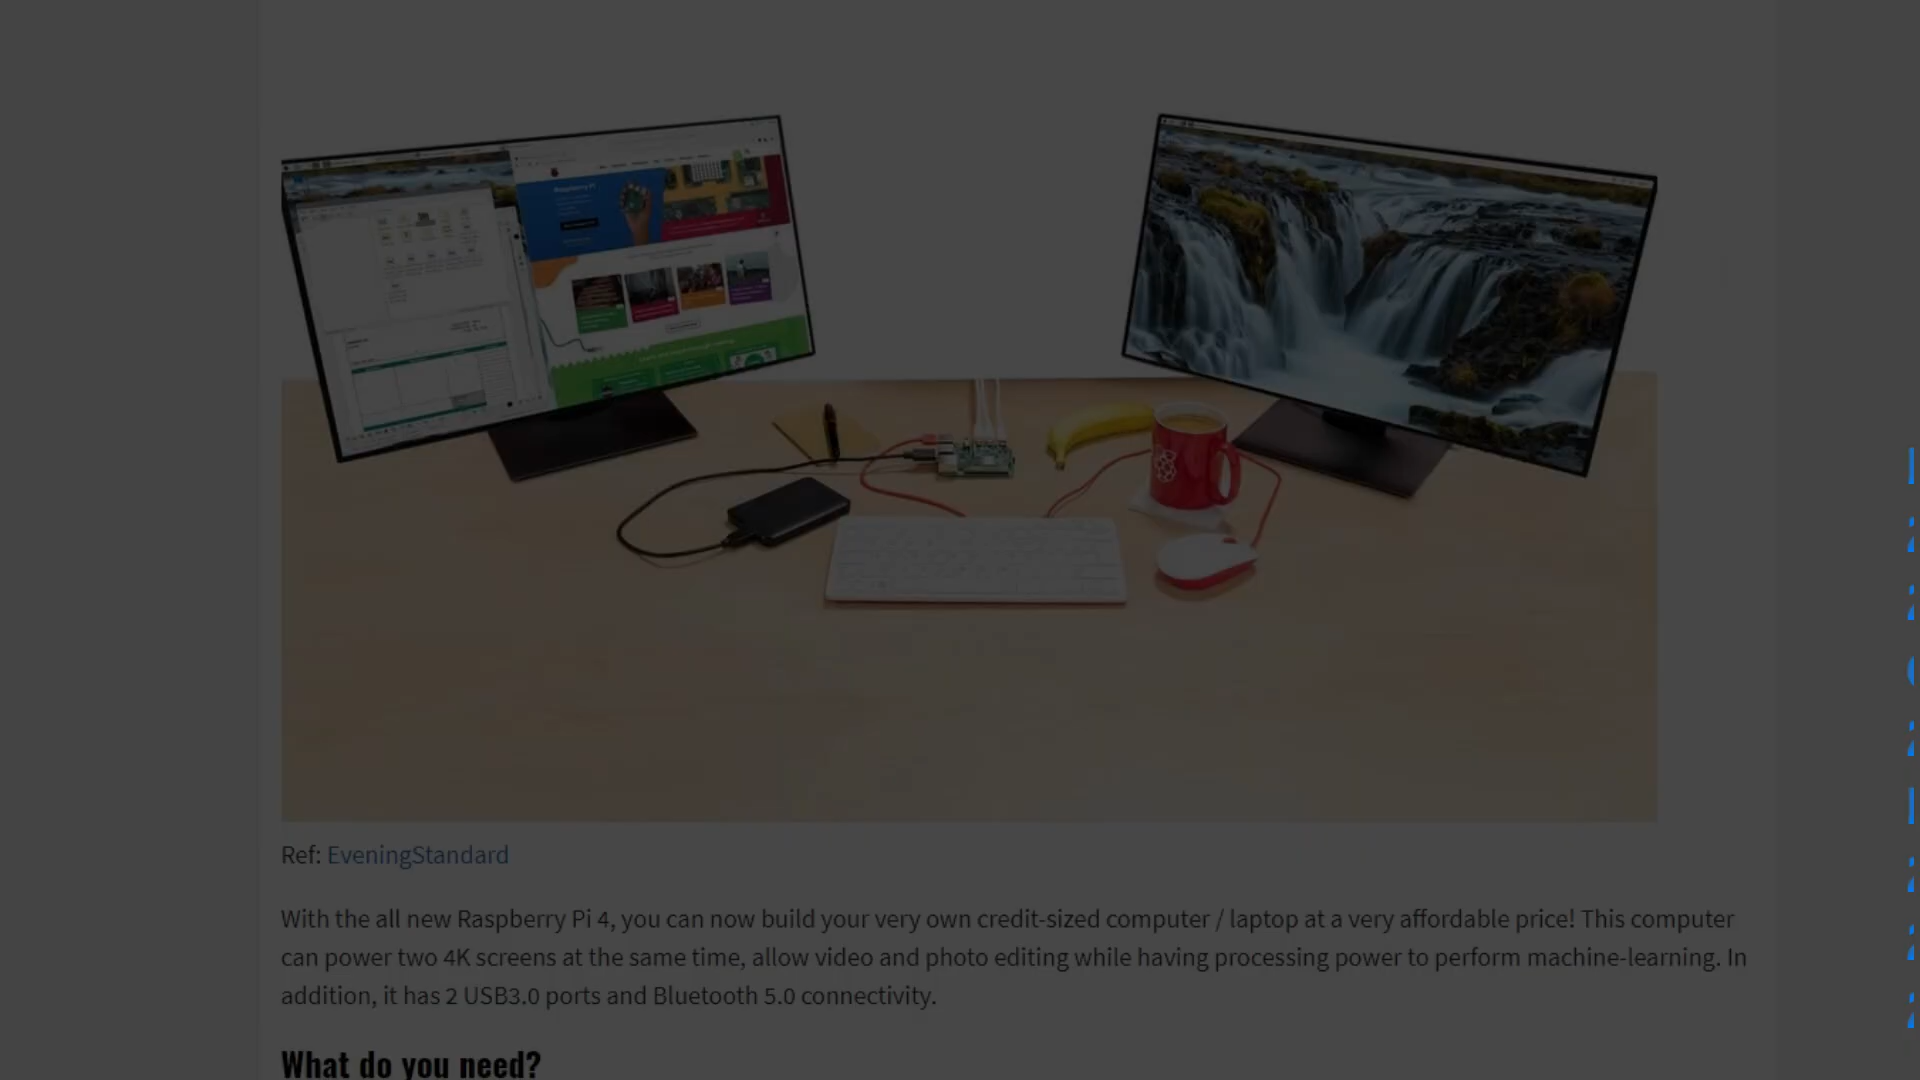 Raspberry Pi
Ref: EveningStandard
With the all new Raspberry Pi 4, you can now build your very own credit-sized computer / laptop at a very affordable price! This computer
can power two 4K screens at the same time, allow video and photo editing while having processing power to perform machine-learning. In
addition, it has 2 USB3.0 ports and Bluetooth 5.0 connectivity.
What do you need?